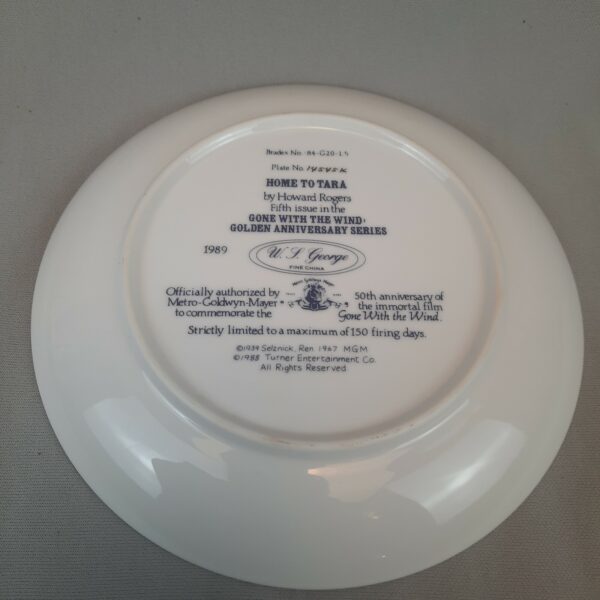 Bradex No. 84-G20-1.5
Plate No. 14545K
HOME TO TARA
by Howard Rogers
Fifth issue in the
GONE WITH THE WIND:
GOLDEN ANNIVERSARY SERIES
1989
W. S. George
FINE CHINA
Officially authorized by
Metro-Goldwyn-Mayer
to commemorate the
50th anniversary of
the immortal film
Gone With the Wind.
Strictly limited to a maximum of 150 firing days.
©1939 Selznick, Ren. 1967 MGM
©1988 Turner Entertainment Co.
All Rights Reserved